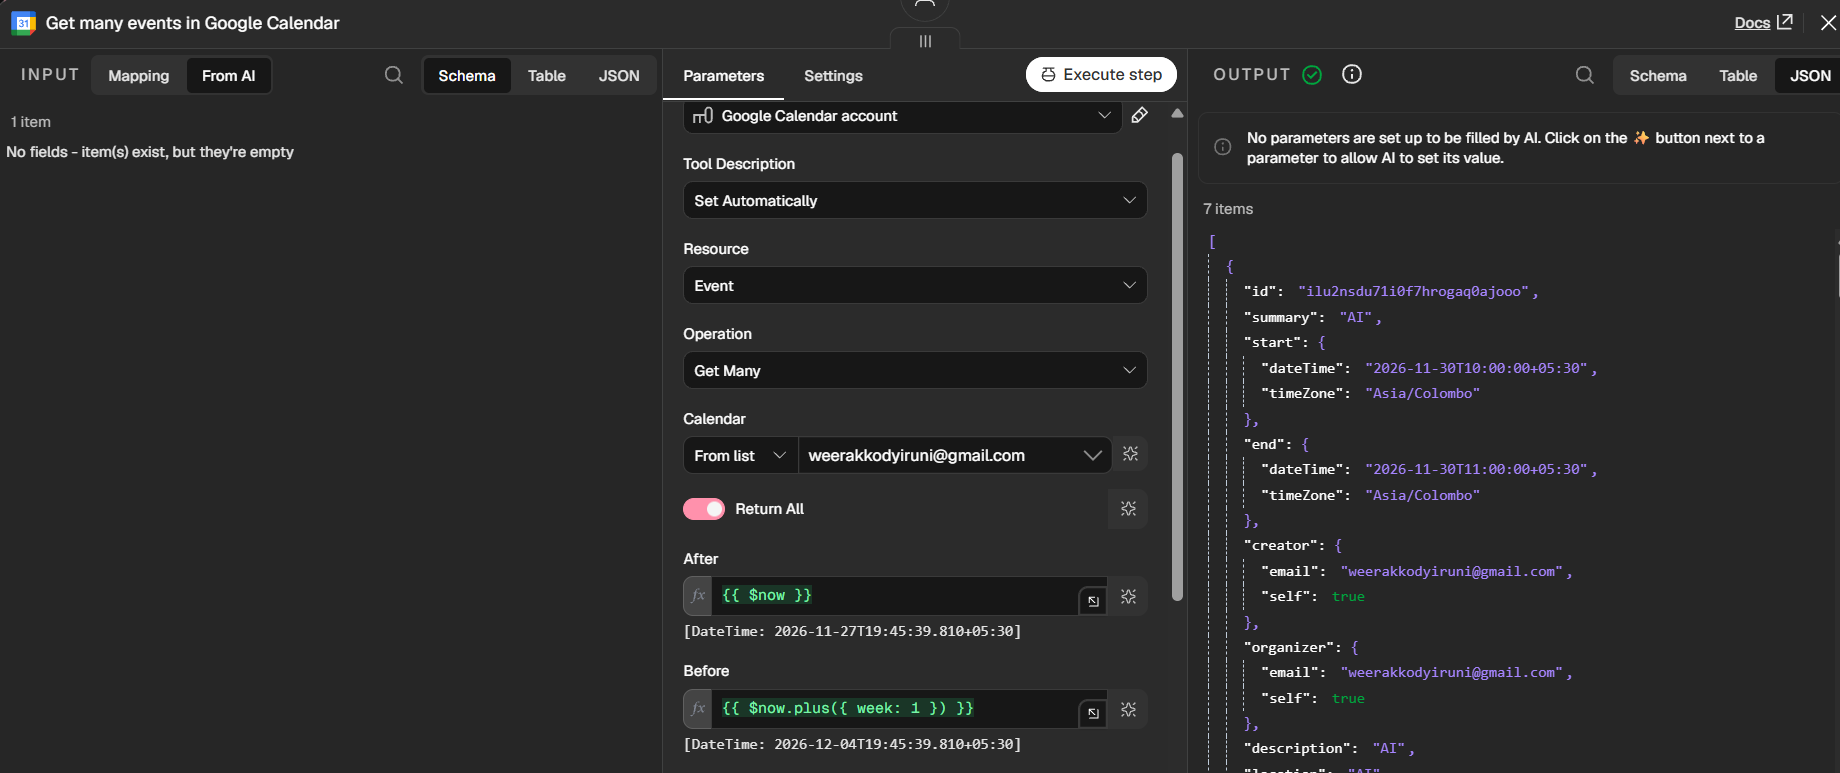 31 Get many events in Google Calendar
Docs
INPUT
Mapping
From AI
Schema
Table
JSON
1 item
No fields - item(s) exist, but they're empty
Parameters
Settings
Execute step
Google Calendar account
Tool Description
Set Automatically
Resource
Event
Operation
Get Many
Calendar
From list
weerakkodyiruni@gmail.com
Return All
After
fx {{ $now }}
[DateTime: 2026-11-27T19:45:39.810+05:30]
Before
fx {{ $now.plus({ week: 1 }) }}
[DateTime: 2026-12-04T19:45:39.810+05:30]
OUTPUT
Schema
Table
JSON
No parameters are set up to be filled by AI. Click on the ✨ button next to a
parameter to allow AI to set its value.
7 items
[
{
"id": "ilu2nsdu71i0f7hrogaq0ajooo",
"summary": "AI",
"start": {
"dateTime": "2026-11-30T10:00:00+05:30",
"timeZone": "Asia/Colombo"
},
"end": {
"dateTime": "2026-11-30T11:00:00+05:30",
"timeZone": "Asia/Colombo"
},
"creator": {
"email": "weerakkodyiruni@gmail.com",
"self": true
},
"organizer": {
"email": "weerakkodyiruni@gmail.com",
"self": true
},
"description": "AI",
"location": "AI"